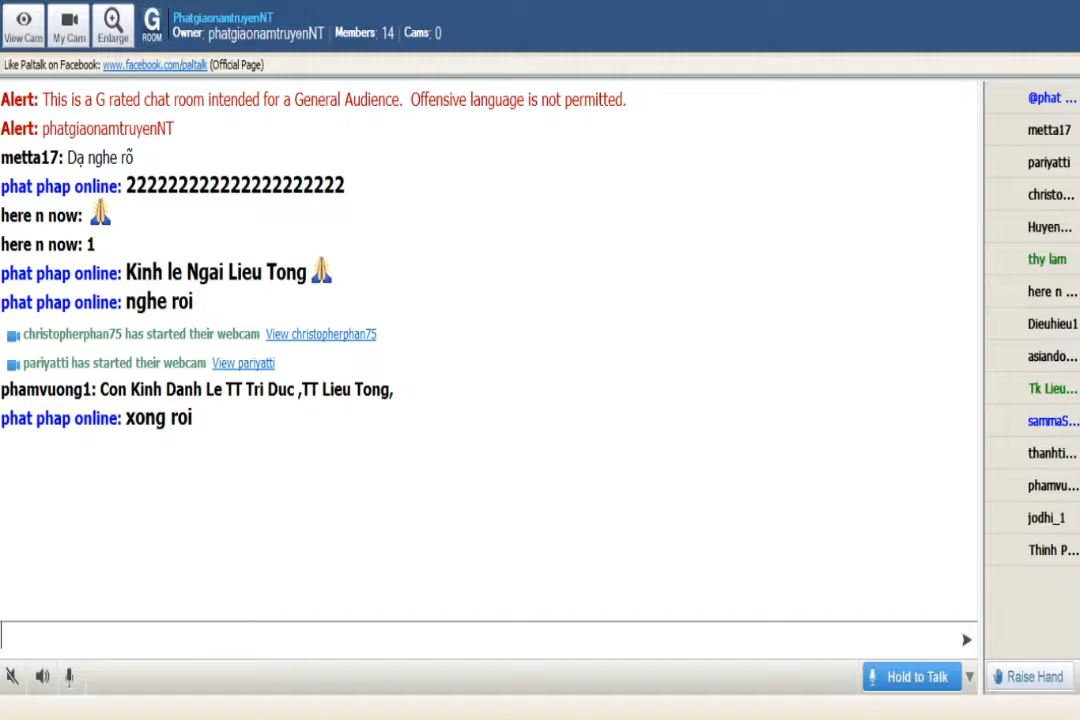 View Cam
My Cam
Enlarge
G
ROOM
PhatgiaonamtruyenNT
Owner: phatgiaonamtruyenNT | Members: 14 | Cams: 0
Like Paltalk on Facebook: www.facebook.com/paltalk (Official Page)
Alert: This is a G rated chat room intended for a General Audience. Offensive language is not permitted.
Alert: phatgiaonamtruyenNT
metta17: Dạ nghe rõ
phat phap online: 222222222222222222222
here n now: 🙏
here n now: 1
phat phap online: Kinh le Ngai Lieu Tong 🙏
phat phap online: nghe roi
christopherphan75 has started their webcam View christopherphan75
pariyatti has started their webcam View pariyatti
phamvuong1: Con Kinh Danh Le TT Tri Duc ,TT Lieu Tong,
phat phap online: xong roi
@phat ...
metta17
pariyatti
christo...
Huyen...
thy lam
here n ...
Dieuhieu1
asiando...
Tk Lieu...
sammaS...
thanhti...
phamvu...
jodhi_1
Thinh P...
Hold to Talk
Raise Hand